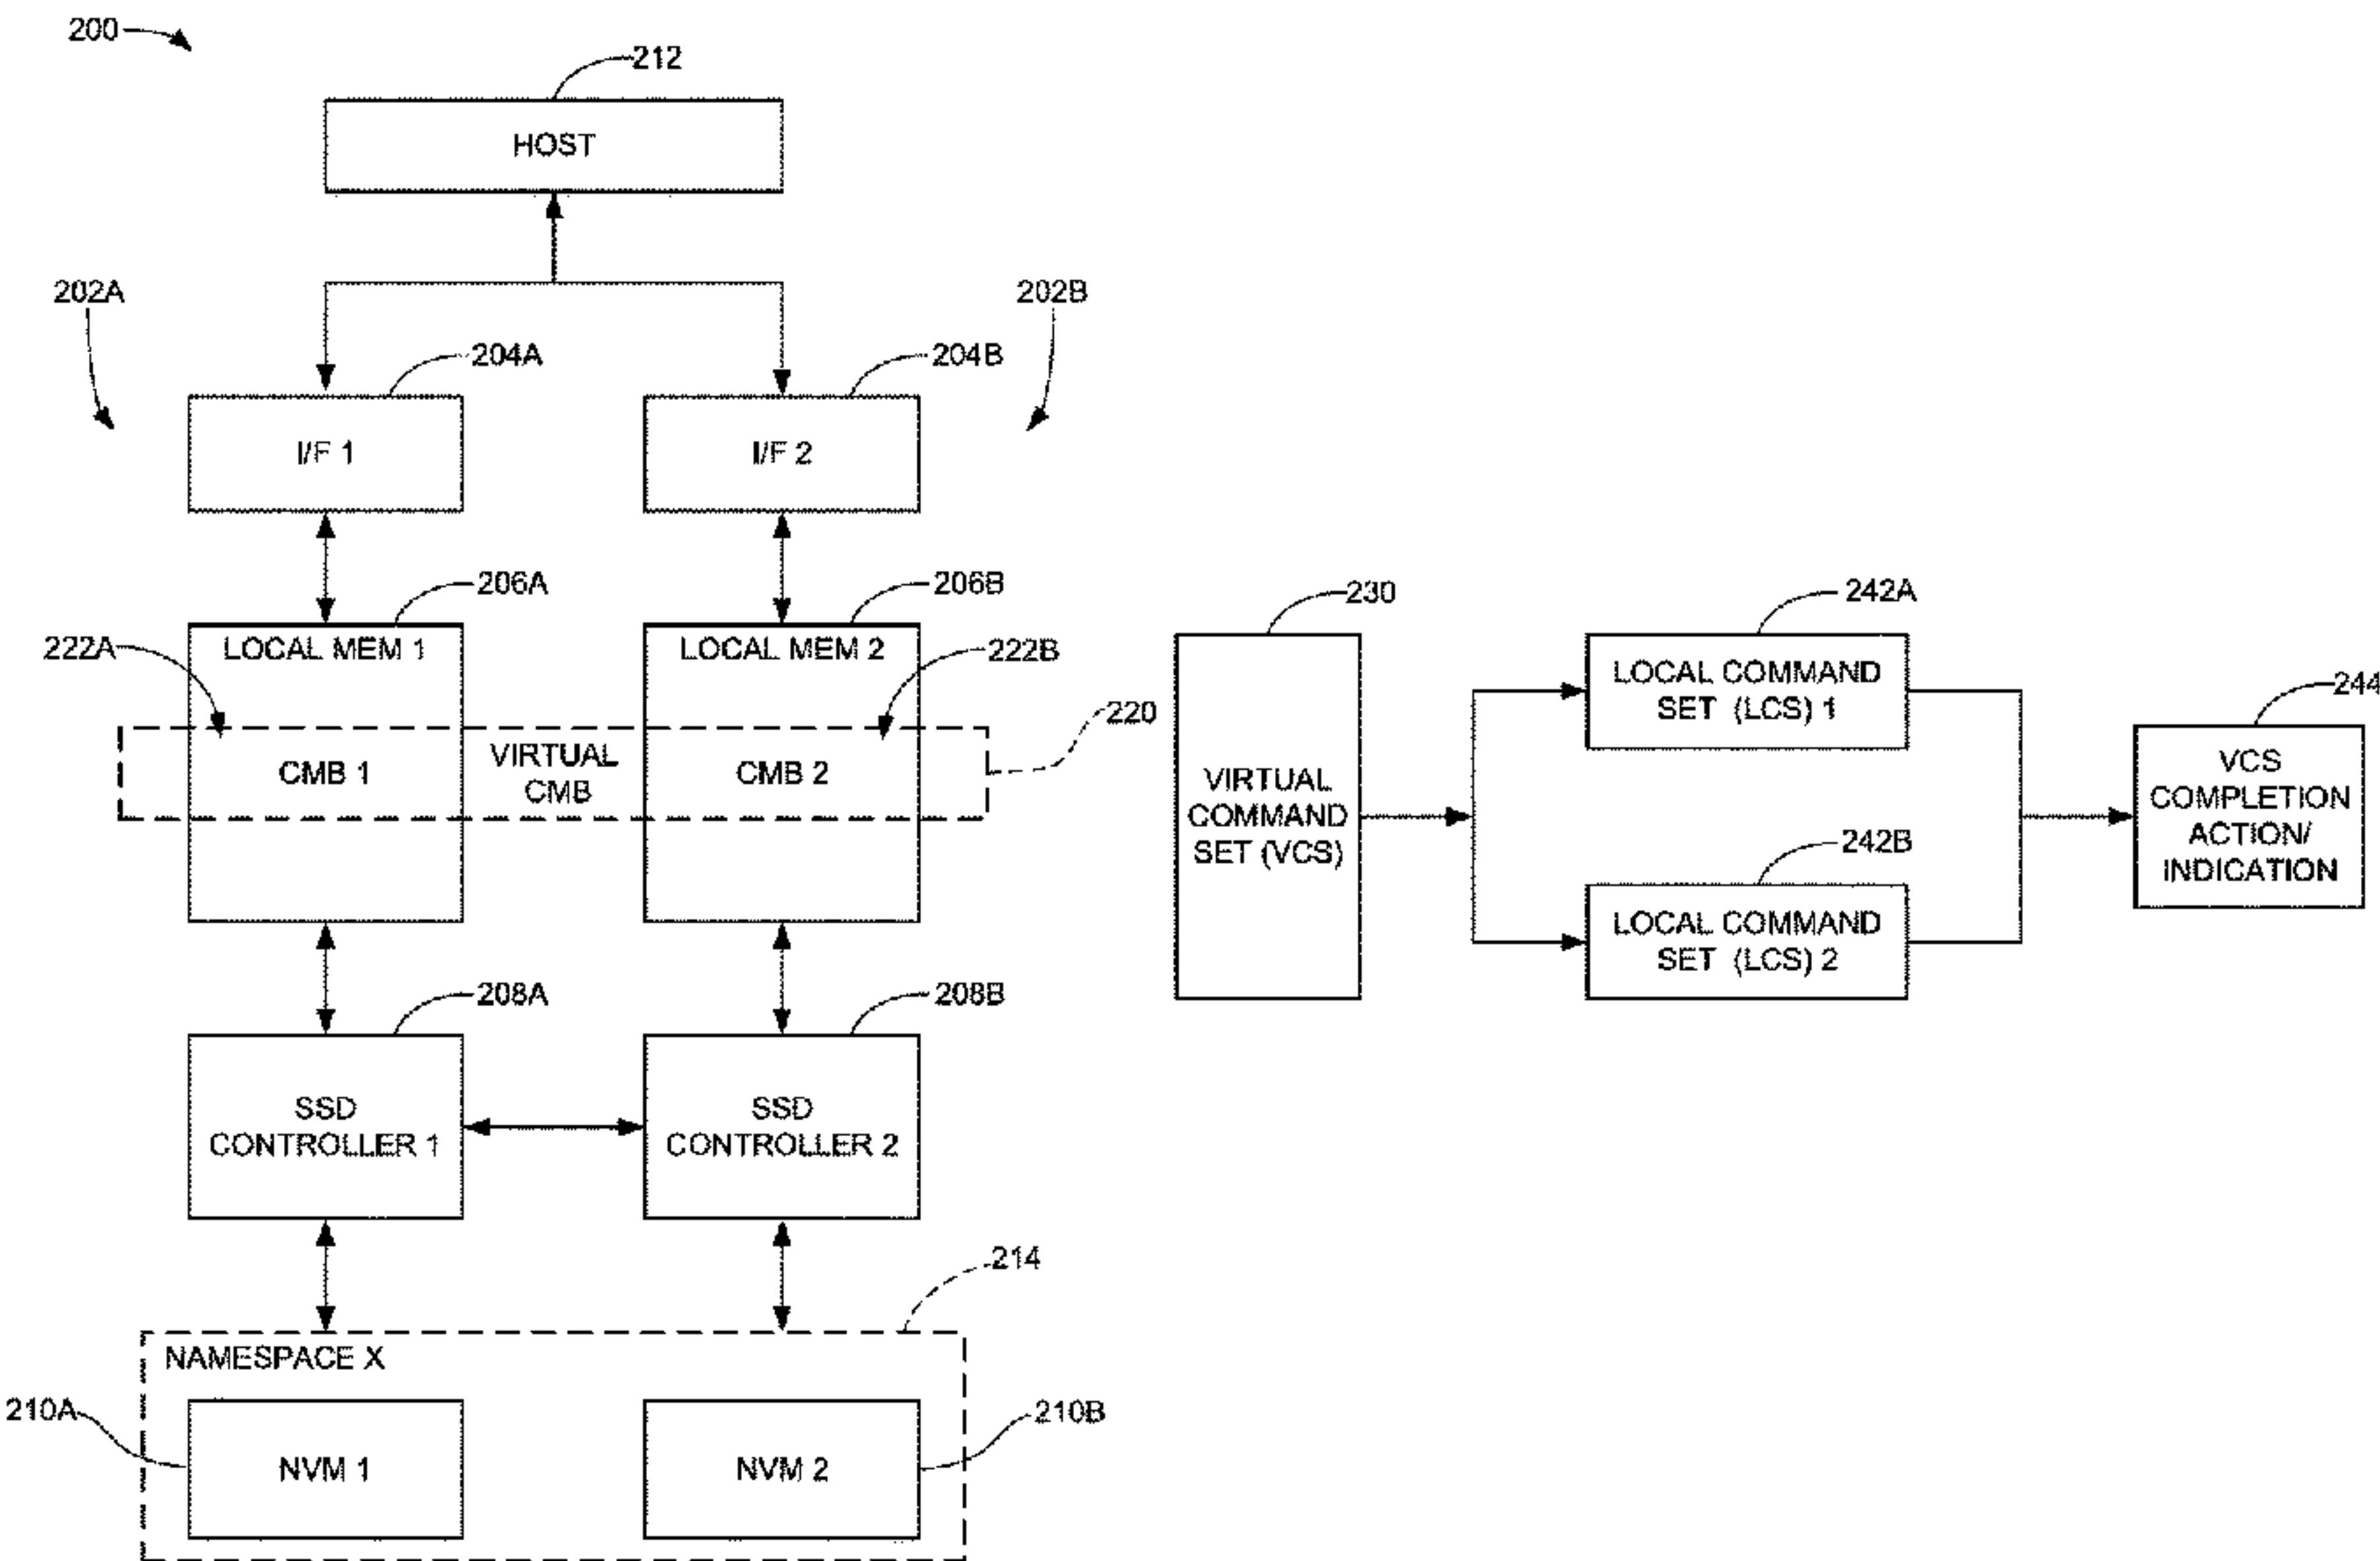 200
212
HOST
202A
202B
204A
204B
I/F 1
I/F 2
206A
206B
222A
LOCAL MEM 1
LOCAL MEM 2
222B
220
CMB 1
VIRTUAL
CMB
CMB 2
208A
208B
SSD
CONTROLLER 1
SSD
CONTROLLER 2
214
NAMESPACE X
210A
210B
NVM 1
NVM 2
230
VIRTUAL
COMMAND
SET (VCS)
242A
LOCAL COMMAND
SET (LCS) 1
242B
LOCAL COMMAND
SET (LCS) 2
244
VCS
COMPLETION
ACTION/
INDICATION